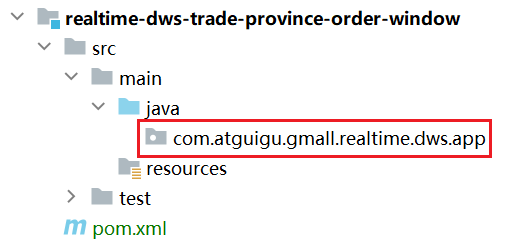 realtime-dws-trade-province-order-window
src
main
java
com.atguigu.gmall.realtime.dws.app
resources
test
pom.xml